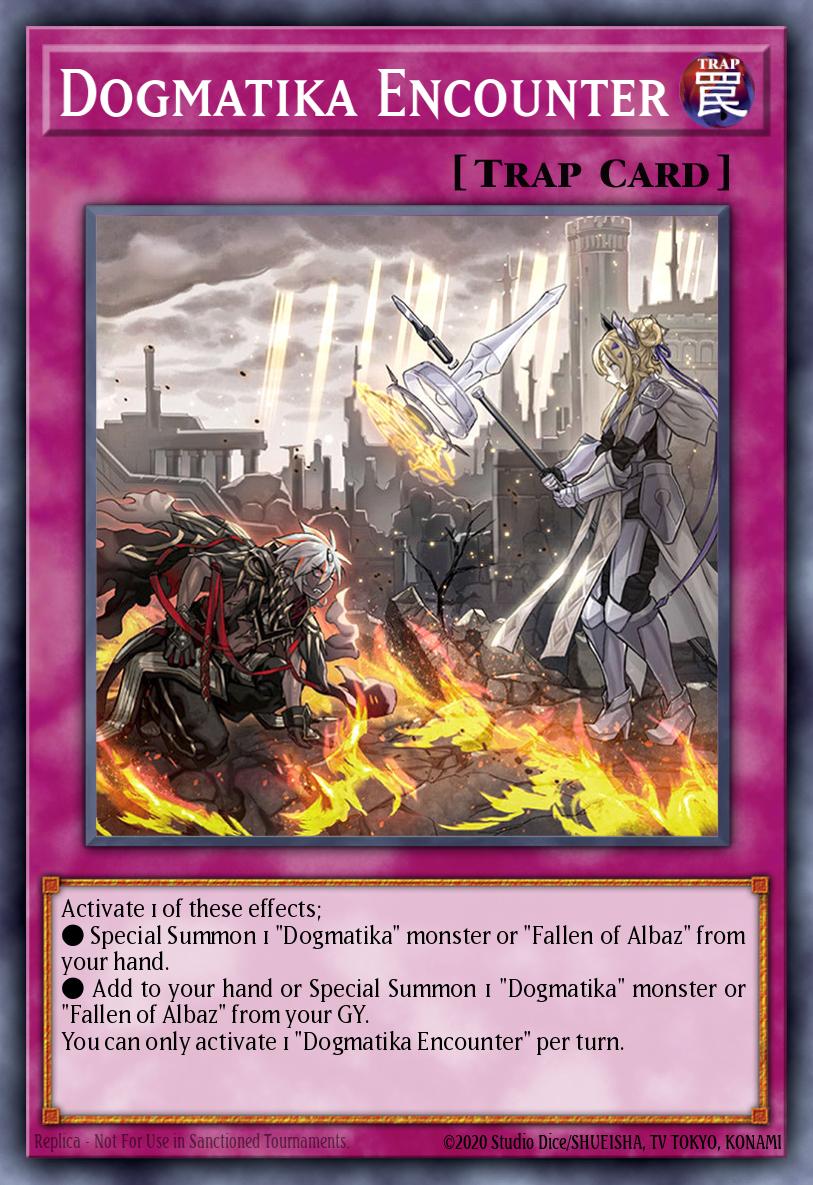 Dogmatika Encounter
TRAP
罠
[Trap Card]
Activate 1 of these effects;
● Special Summon 1 "Dogmatika" monster or "Fallen of Albaz" from
your hand.
● Add to your hand or Special Summon 1 "Dogmatika" monster or
"Fallen of Albaz" from your GY.
You can only activate 1 "Dogmatika Encounter" per turn.
Replica - Not For Use in Sanctioned Tournaments.
©2020 Studio Dice/SHUEISHA, TV TOKYO, KONAMI